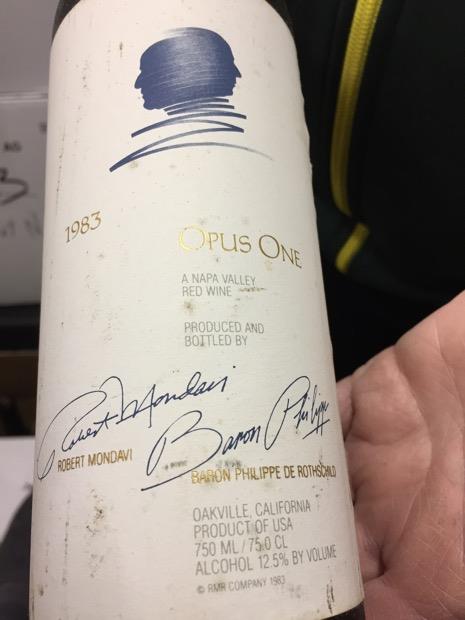 1983
OPUS ONE
A NAPA VALLEY
RED WINE
PRODUCED AND
BOTTLED BY
Robert Mondavi
ROBERT MONDAVI
Baron Philippe
BARON PHILIPPE DE ROTHSCHILD
OAKVILLE, CALIFORNIA
PRODUCT OF USA
750 ML / 75.0 CL
ALCOHOL 12.5% BY VOLUME
© RMR COMPANY 1983